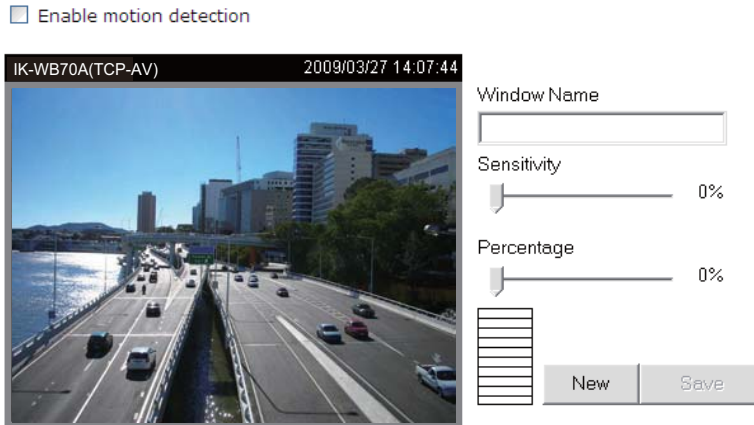 Enable motion detection
IK-WB70A(TCP-AV) 2009/03/27 14:07:44
Window Name
Sensitivity
0%
Percentage
0%
New Save